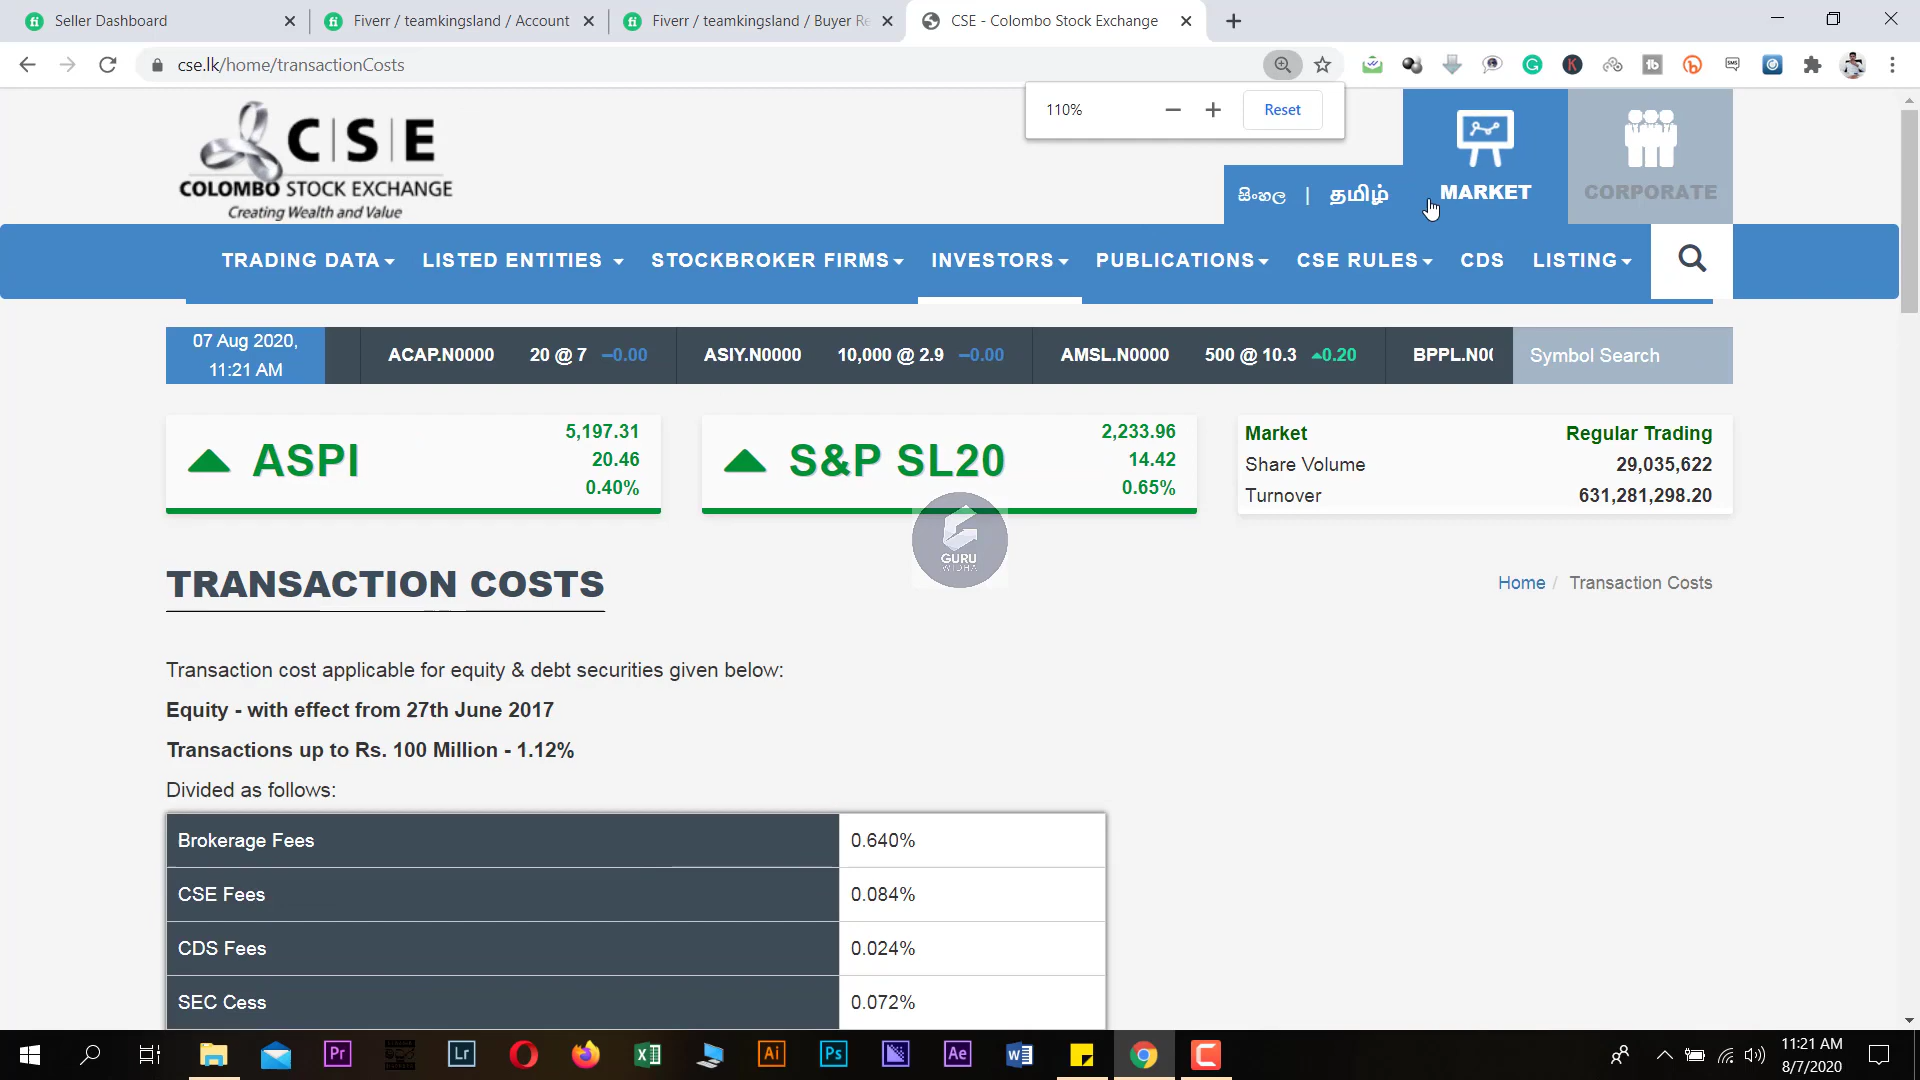 Seller Dashboard
Fiverr / teamkingsland / Account
Fiverr / teamkingsland / Buyer Re
CSE - Colombo Stock Exchange
cse.lk/home/transactionCosts
110%
Reset
C|S|E
COLOMBO STOCK EXCHANGE
Creating Wealth and Value
සිංහල | தமிழ்
MARKET
CORPORATE
TRADING DATA
LISTED ENTITIES
STOCKBROKER FIRMS
INVESTORS
PUBLICATIONS
CSE RULES
CDS
LISTING
07 Aug 2020,
11:21 AM
ACAP.N0000 20 @ 7 –0.00
ASIY.N0000 10,000 @ 2.9 –0.00
AMSL.N0000 500 @ 10.3 0.20
BPPL.N00
Symbol Search
ASPI
5,197.31
20.46
0.40%
S&P SL20
2,233.96
14.42
0.65%
Market Regular Trading
Share Volume 29,035,622
Turnover 631,281,298.20
GURU
WIDHA
TRANSACTION COSTS
Home / Transaction Costs
Transaction cost applicable for equity & debt securities given below:
Equity - with effect from 27th June 2017
Transactions up to Rs. 100 Million - 1.12%
Divided as follows:
Brokerage Fees 0.640%
CSE Fees 0.084%
CDS Fees 0.024%
SEC Cess 0.072%
Pr
Lr
Ai
Ps
Ae
11:21 AM
8/7/2020